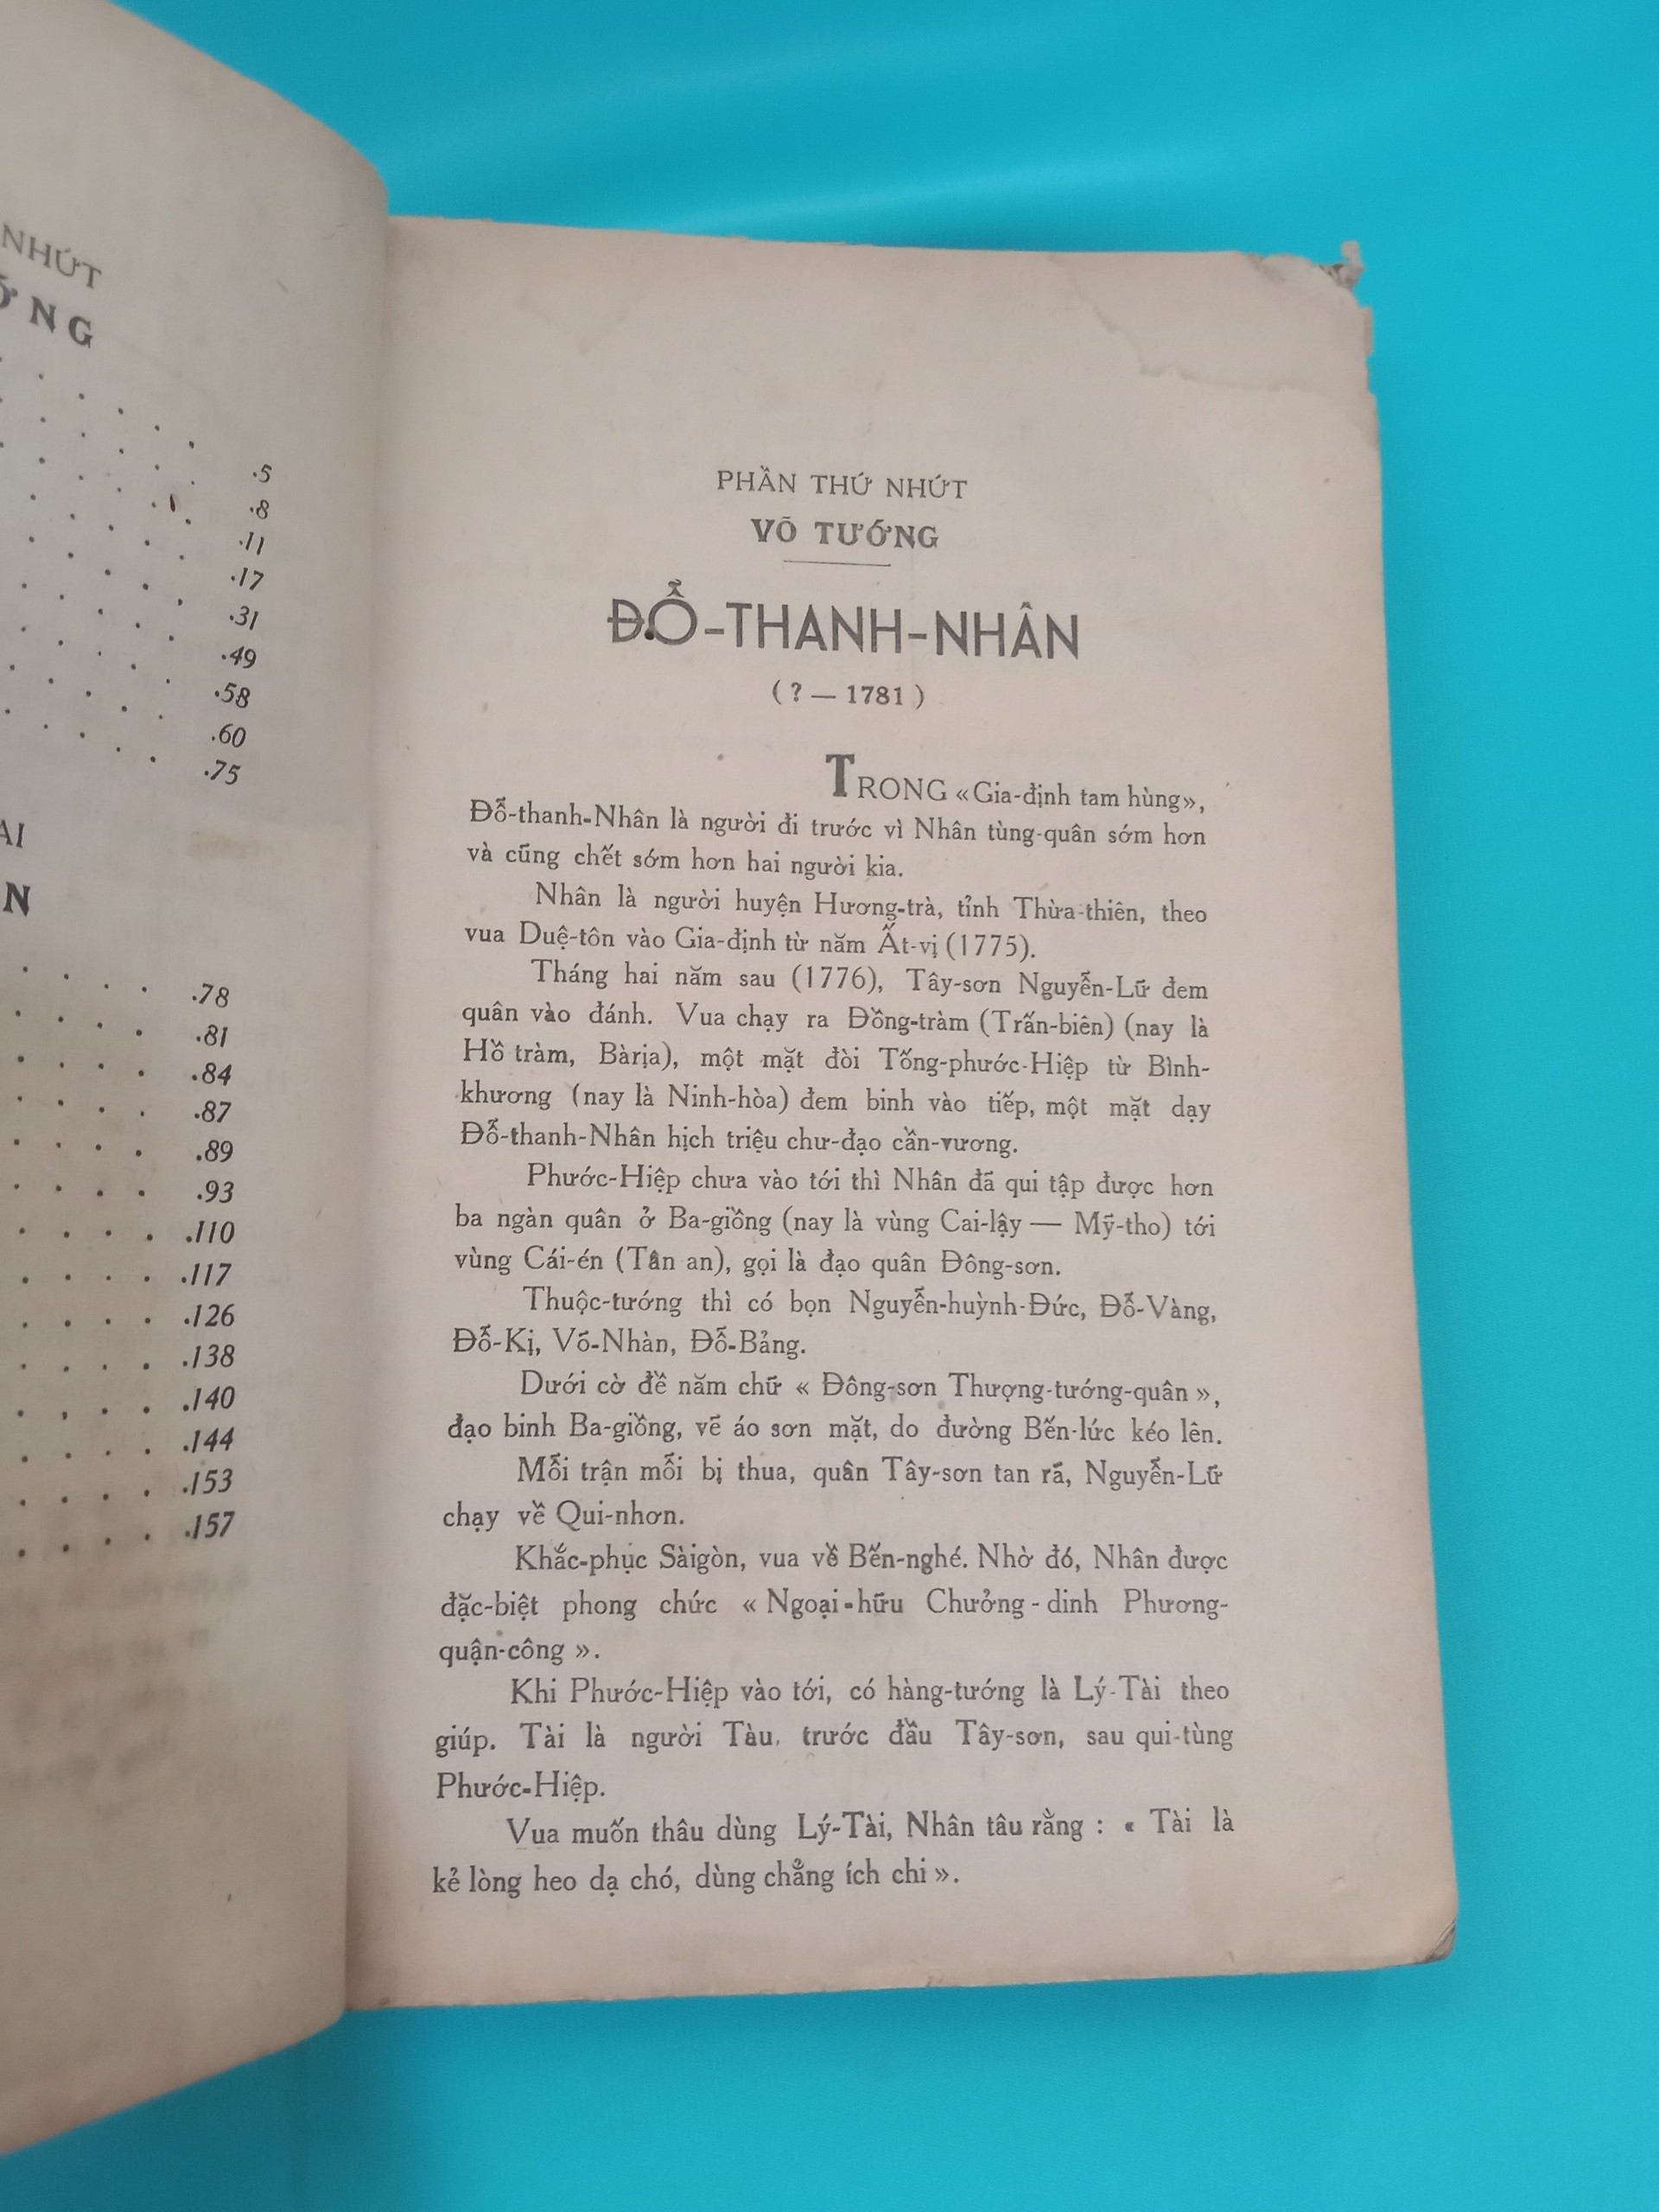 NHỨT
NG
.5
.8
.11
.17
.31
.49
.58
.60
.75
AI
N
.78
.81
.84
.87
.89
.93
.110
.117
.126
.138
.140
.144
.153
.157
PHẦN THỨ NHỨT
VÕ TƯỚNG
ĐỖ-THANH-NHÂN
( ? — 1781 )
TRONG «Gia-định tam hùng»,
Đỗ-thanh-Nhân là người đi trước vì Nhân tùng-quân sớm hơn
và cũng chết sớm hơn hai người kia.
Nhân là người huyện Hương-trà, tỉnh Thừa-thiên, theo
vua Duệ-tôn vào Gia-định từ năm Ất-vị (1775).
Tháng hai năm sau (1776), Tây-sơn Nguyễn-Lữ đem
quân vào đánh. Vua chạy ra Đồng-tràm (Trấn-biên) (nay là
Hồ tràm, Bàrịa), một mặt đòi Tống-phước-Hiệp từ Bình-
khương (nay là Ninh-hòa) đem binh vào tiếp, một mặt dạy
Đỗ-thanh-Nhân hịch triệu chư-đạo cần-vương.
Phước-Hiệp chưa vào tới thì Nhân đã qui tập được hơn
ba ngàn quân ở Ba-giồng (nay là vùng Cai-lậy — Mỹ-tho) tới
vùng Cái-én (Tân an), gọi là đạo quân Đông-sơn.
Thuộc-tướng thì có bọn Nguyễn-huỳnh-Đức, Đỗ-Vàng,
Đỗ-Kị, Võ-Nhàn, Đỗ-Bảng.
Dưới cờ đề năm chữ « Đông-sơn Thượng-tướng-quân »,
đạo binh Ba-giồng, vẽ áo sơn mặt, do đường Bến-lức kéo lên.
Mỗi trận mỗi bị thua, quân Tây-sơn tan rã, Nguyễn-Lữ
chạy về Qui-nhơn.
Khắc-phục Sàigòn, vua về Bến-nghé. Nhờ đó, Nhân được
đặc-biệt phong chức « Ngoại-hữu Chưởng-dinh Phương-
quận-công ».
Khi Phước-Hiệp vào tới, có hàng-tướng là Lý-Tài theo
giúp. Tài là người Tàu, trước đầu Tây-sơn, sau qui-tùng
Phước-Hiệp.
Vua muốn thâu dùng Lý-Tài, Nhân tâu rằng : « Tài là
kẻ lòng heo dạ chó, dùng chẳng ích chi ».